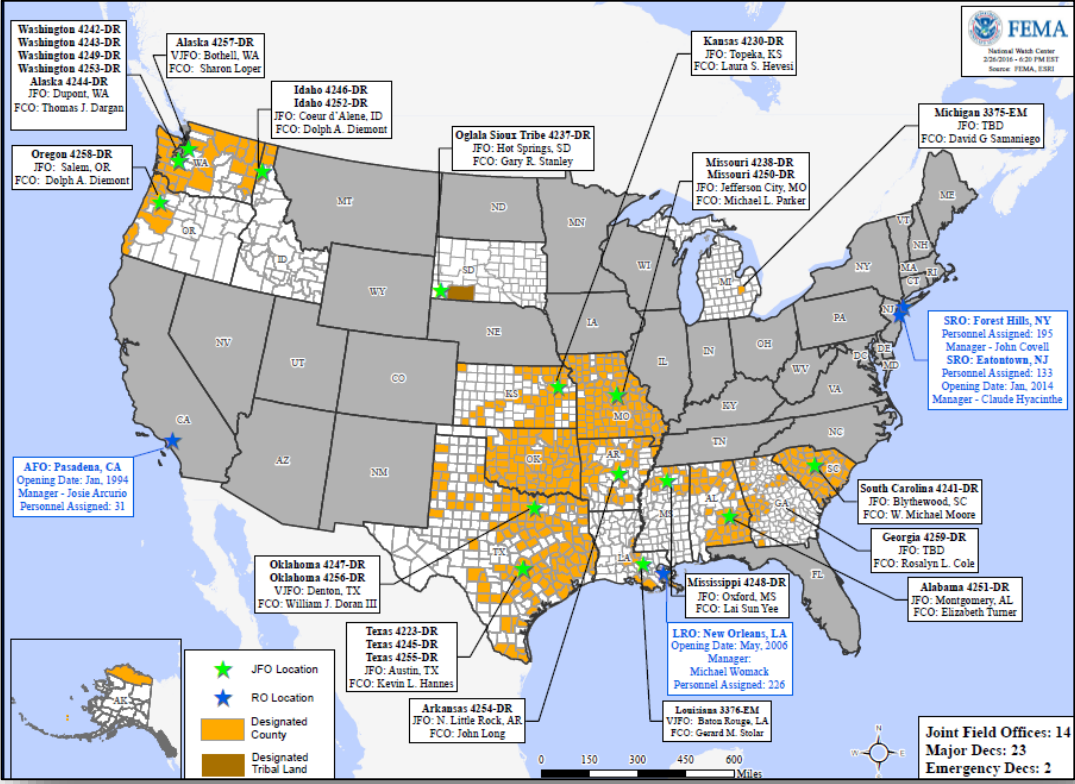 Washington 4242-DR
Washington 4243-DR
Washington 4249-DR
Washington 4253-DR
Alaska 4244-DR
JFO: Dupont, WA
FCO: Thomas J. Dargan
Alaska 4257-DR
VJFO: Bothell, WA
FCO: Sharon Loper
Idaho 4246-DR
Idaho 4252-DR
JFO: Coeur d'Alene, ID
FCO: Dolph A. Diemont
Oregon 4258-DR
JFO: Salem, OR
FCO: Dolph A. Diemont
Oglala Sioux Tribe 4237-DR
JFO: Hot Springs, SD
FCO: Gary R. Stanley
Kansas 4230-DR
JFO: Topeka, KS
FCO: Laura S. Hevesi
Missouri 4238-DR
Missouri 4250-DR
JFO: Jefferson City, MO
FCO: Michael L. Parker
FEMA
National Watch Center
2/26/2016 - 6:20 PM EST
Source: FEMA, ESRI
Michigan 3375-EM
JFO: TBD
FCO: David G Samaniego
WA
OR
ID
MT
ND
SD
MN
WI
MI
WY
NE
IA
NV
UT
CO
CA
AZ
NM
KS
MO
OK
AR
TX
LA
MS
AL
GA
SC
NC
TN
KY
IL
IN
OH
WV
VA
PA
NY
NJ
DE
MD
DC
CT
RI
MA
NH
VT
ME
FL
AK
SRO: Forest Hills, NY
Personnel Assigned: 195
Manager - John Covell
SRO: Eatontown, NJ
Personnel Assigned: 133
Opening Date: Jan, 2014
Manager - Claude Hyacinthe
AFO: Pasadena, CA
Opening Date: Jan, 1994
Manager - Josie Arcurio
Personnel Assigned: 31
South Carolina 4241-DR
JFO: Blythewood, SC
FCO: W. Michael Moore
Georgia 4259-DR
JFO: TBD
FCO: Rosalyn L. Cole
Alabama 4251-DR
JFO: Montgomery, AL
FCO: Elizabeth Turner
Mississippi 4248-DR
JFO: Oxford, MS
FCO: Lai Sun Yee
Oklahoma 4247-DR
Oklahoma 4256-DR
VJFO: Denton, TX
FCO: William J. Doran III
Texas 4223-DR
Texas 4245-DR
Texas 4255-DR
JFO: Austin, TX
FCO: Kevin L. Hannes
LRO: New Orleans, LA
Opening Date: May, 2006
Manager:
Michael Womack
Personnel Assigned: 226
Arkansas 4254-DR
JFO: N. Little Rock, AR
FCO: John Long
Louisiana 3376-EM
VJFO: Baton Rouge, LA
FCO: Gerard M. Stolar
JFO Location
RO Location
Designated
County
Designated
Tribal Land
0 150 300 450 600
Miles
N
W E
S
Joint Field Offices: 14
Major Decs: 23
Emergency Decs: 2